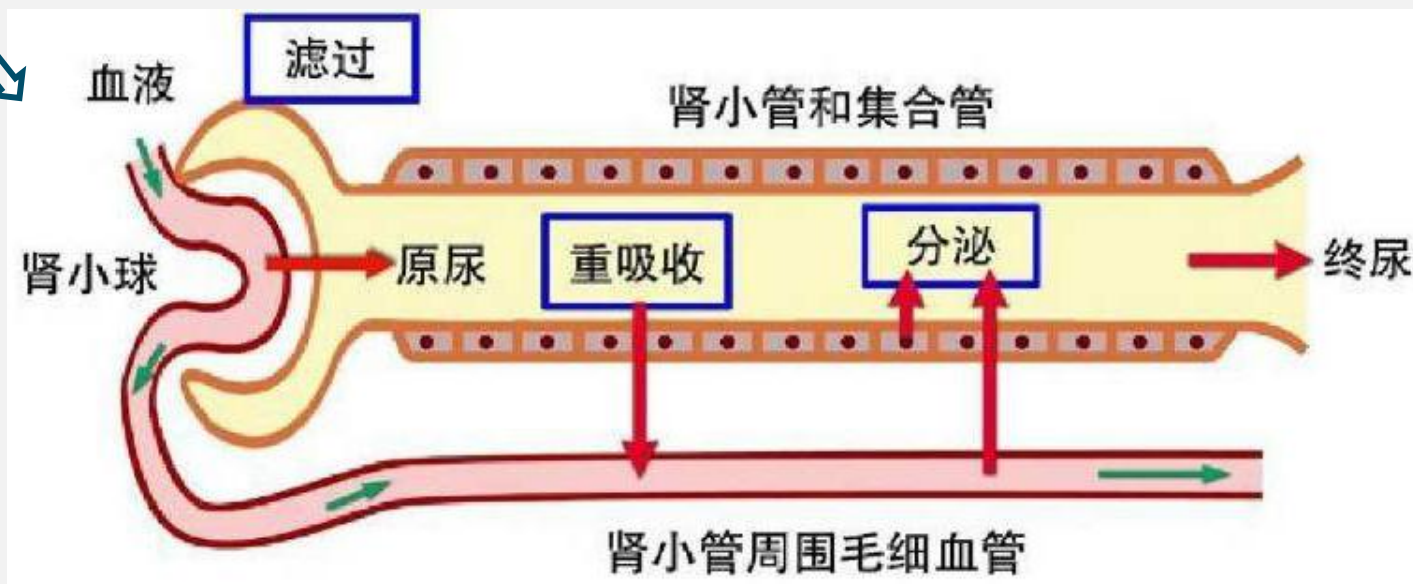 滤过
血液
肾小管和集合管
肾小球
原尿
重吸收
分泌
终尿
肾小管周围毛细血管